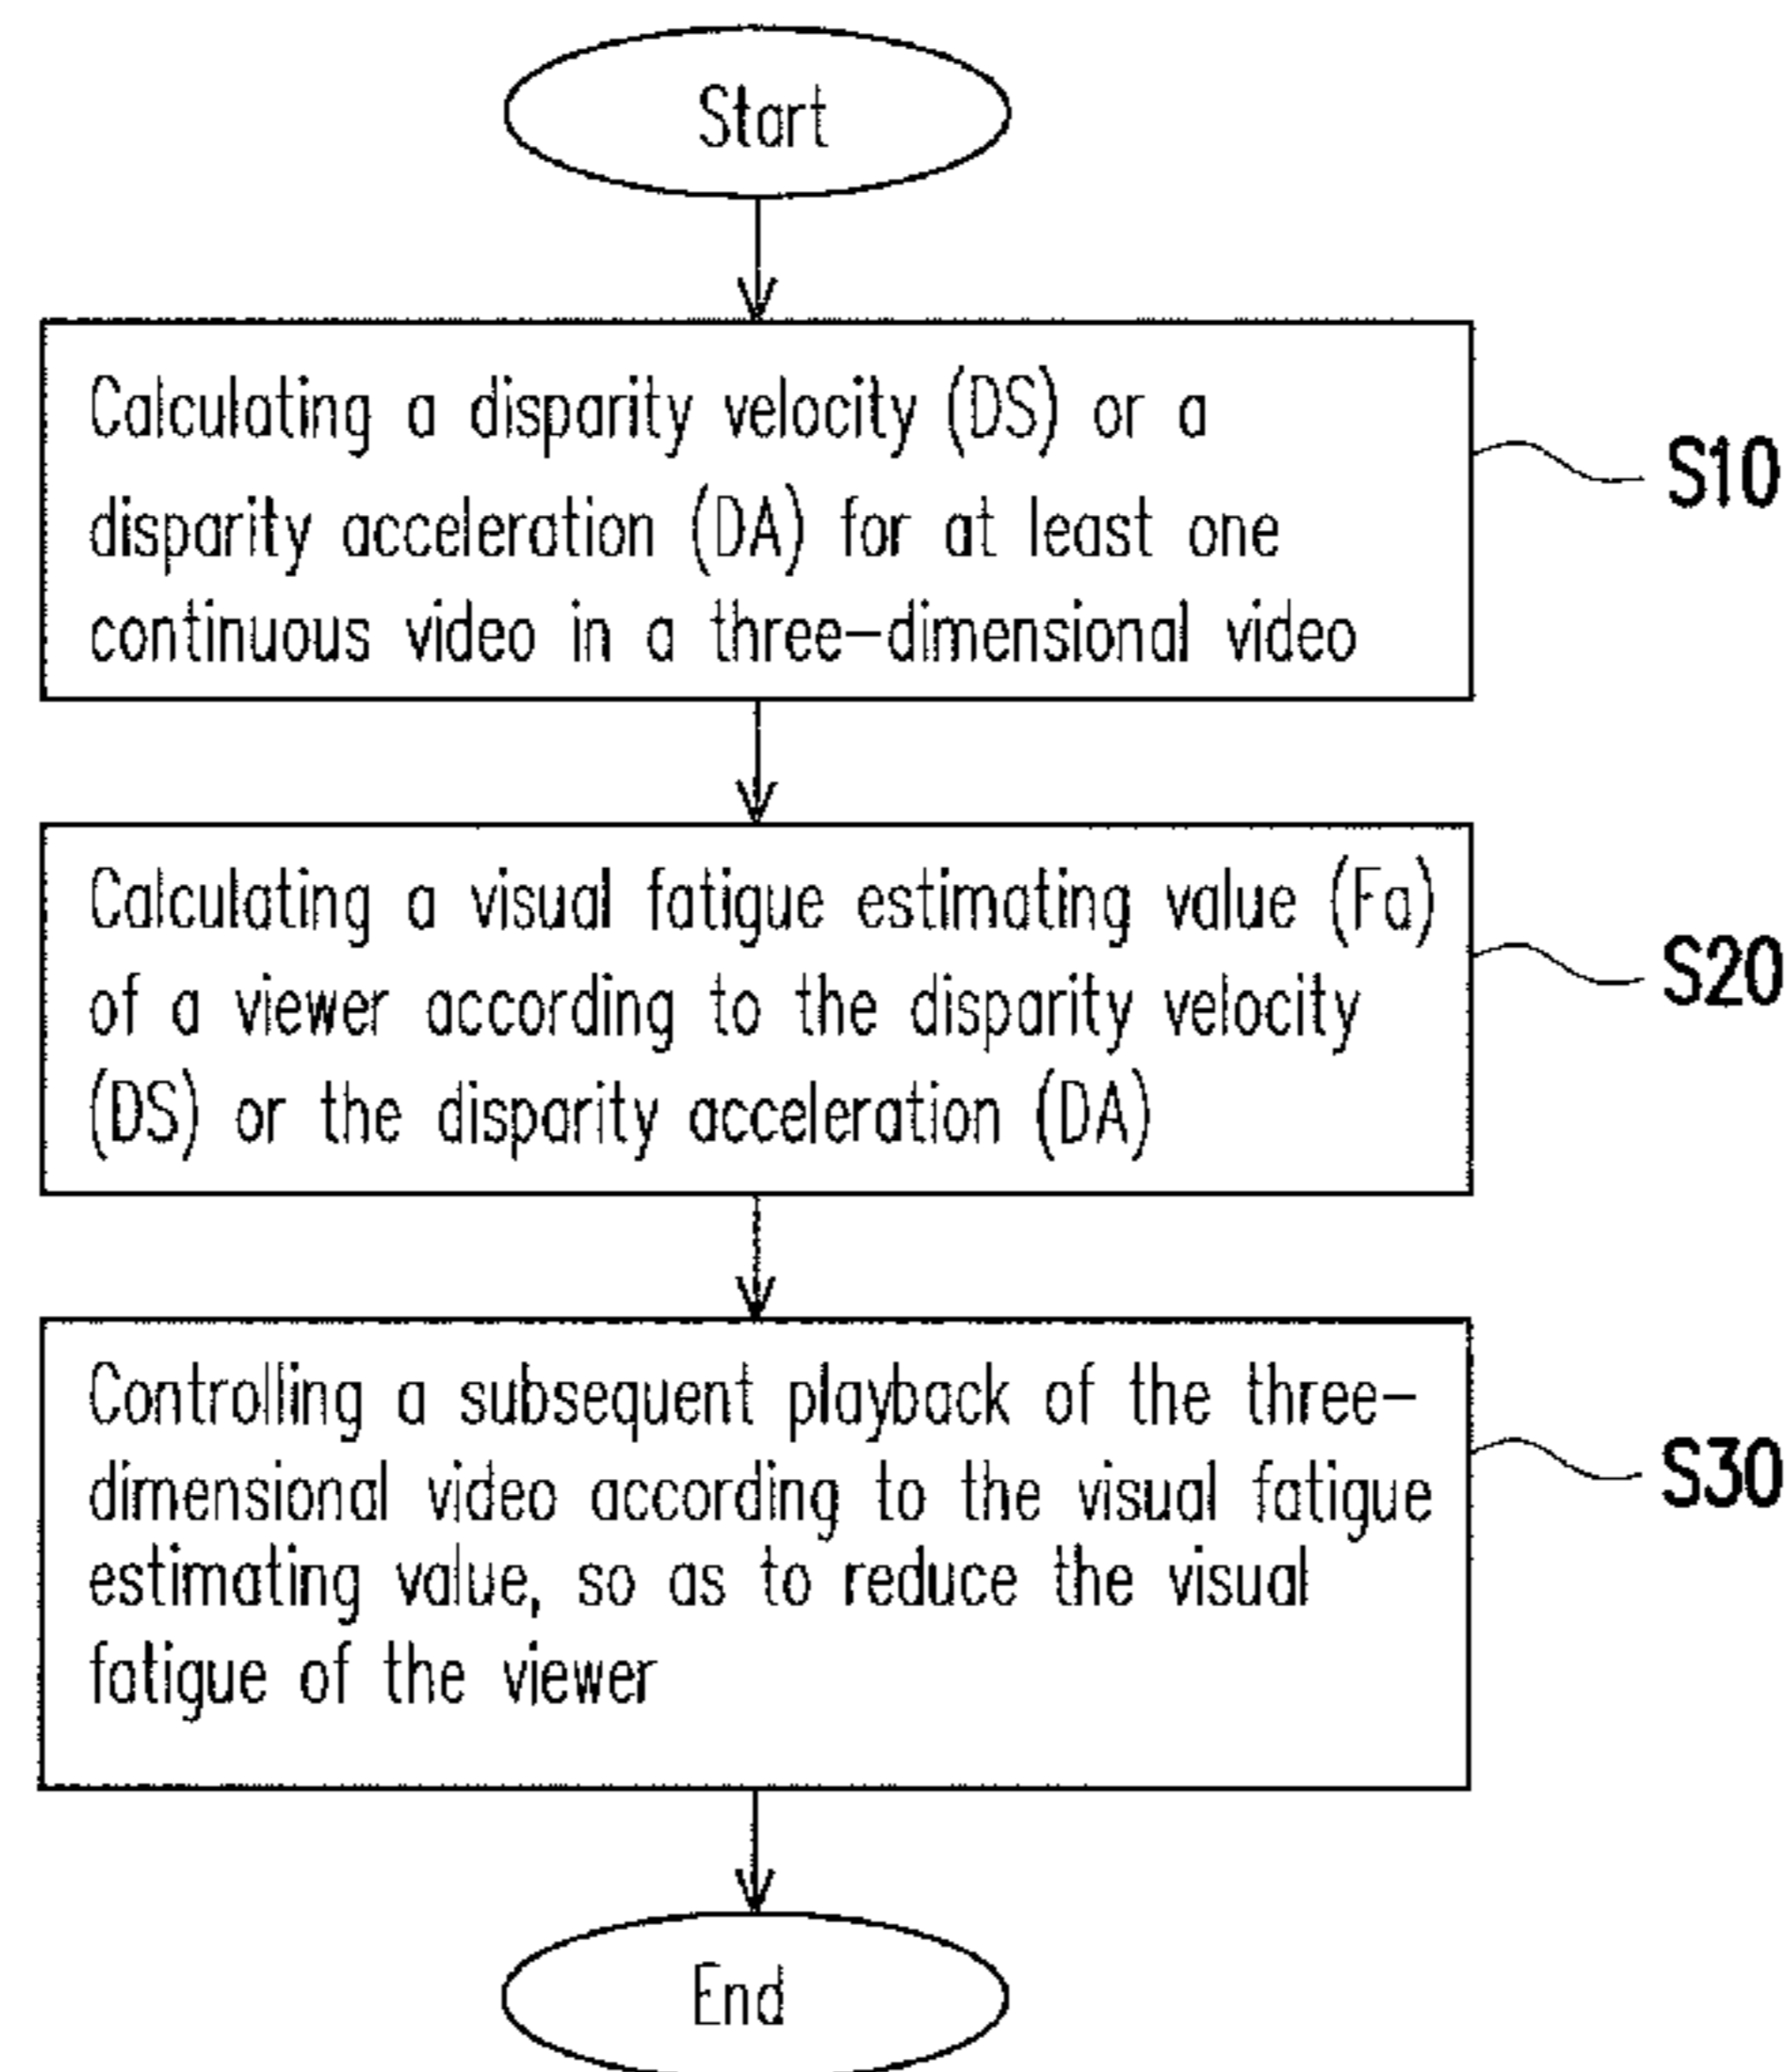 Start
Calculating a disparity velocity (DS) or a
disparity acceleration (DA) for at least one
continuous video in a three-dimensional video
S10
Calculating a visual fatigue estimating value (Fa)
of a viewer according to the disparity velocity
(DS) or the disparity acceleration (DA)
S20
Controlling a subsequent playback of the three-
dimensional video according to the visual fatigue
estimating value, so as to reduce the visual
fatigue of the viewer
S30
End